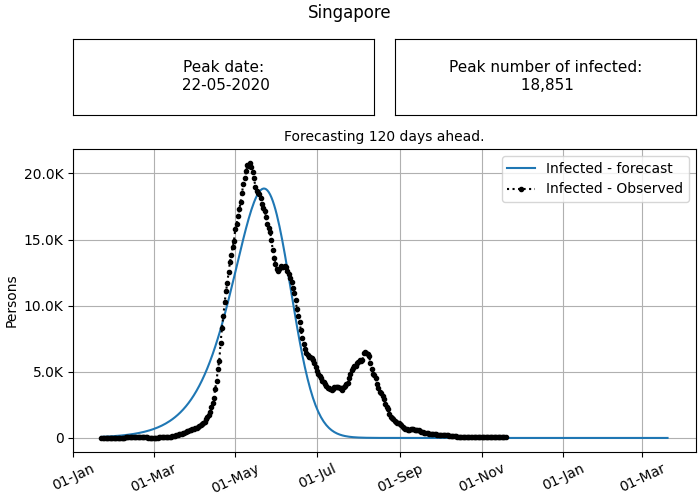 Singapore
Peak date:
22-05-2020
Peak number of infected:
18,851
Forecasting 120 days ahead.
Infected - forecast
Infected - Observed
20.0K
15.0K
10.0K
5.0K
0
Persons
01-Jan
01-Mar
01-May
01-Jul
01-Sep
01-Nov
01-Jan
01-Mar